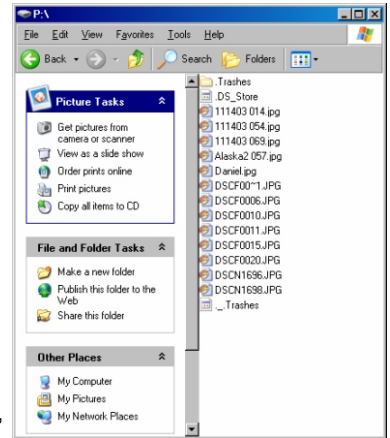 P:\
File Edit View Favorites Tools Help
Back Search Folders
Picture Tasks
Get pictures from
camera or scanner
View as a slide show
Order prints online
Print pictures
Copy all items to CD
File and Folder Tasks
Make a new folder
Publish this folder to the
Web
Share this folder
Other Places
My Computer
My Pictures
My Network Places
.Trashes
.DS_Store
111403 014.jpg
111403 054.jpg
111403 069.jpg
Alaska2 057.jpg
Daniel.jpg
DSCF00~1.JPG
DSCF0006.JPG
DSCF0010.JPG
DSCF0011.JPG
DSCF0015.JPG
DSCF0020.JPG
DSCN1696.JPG
DSCN1698.JPG
._.Trashes
,